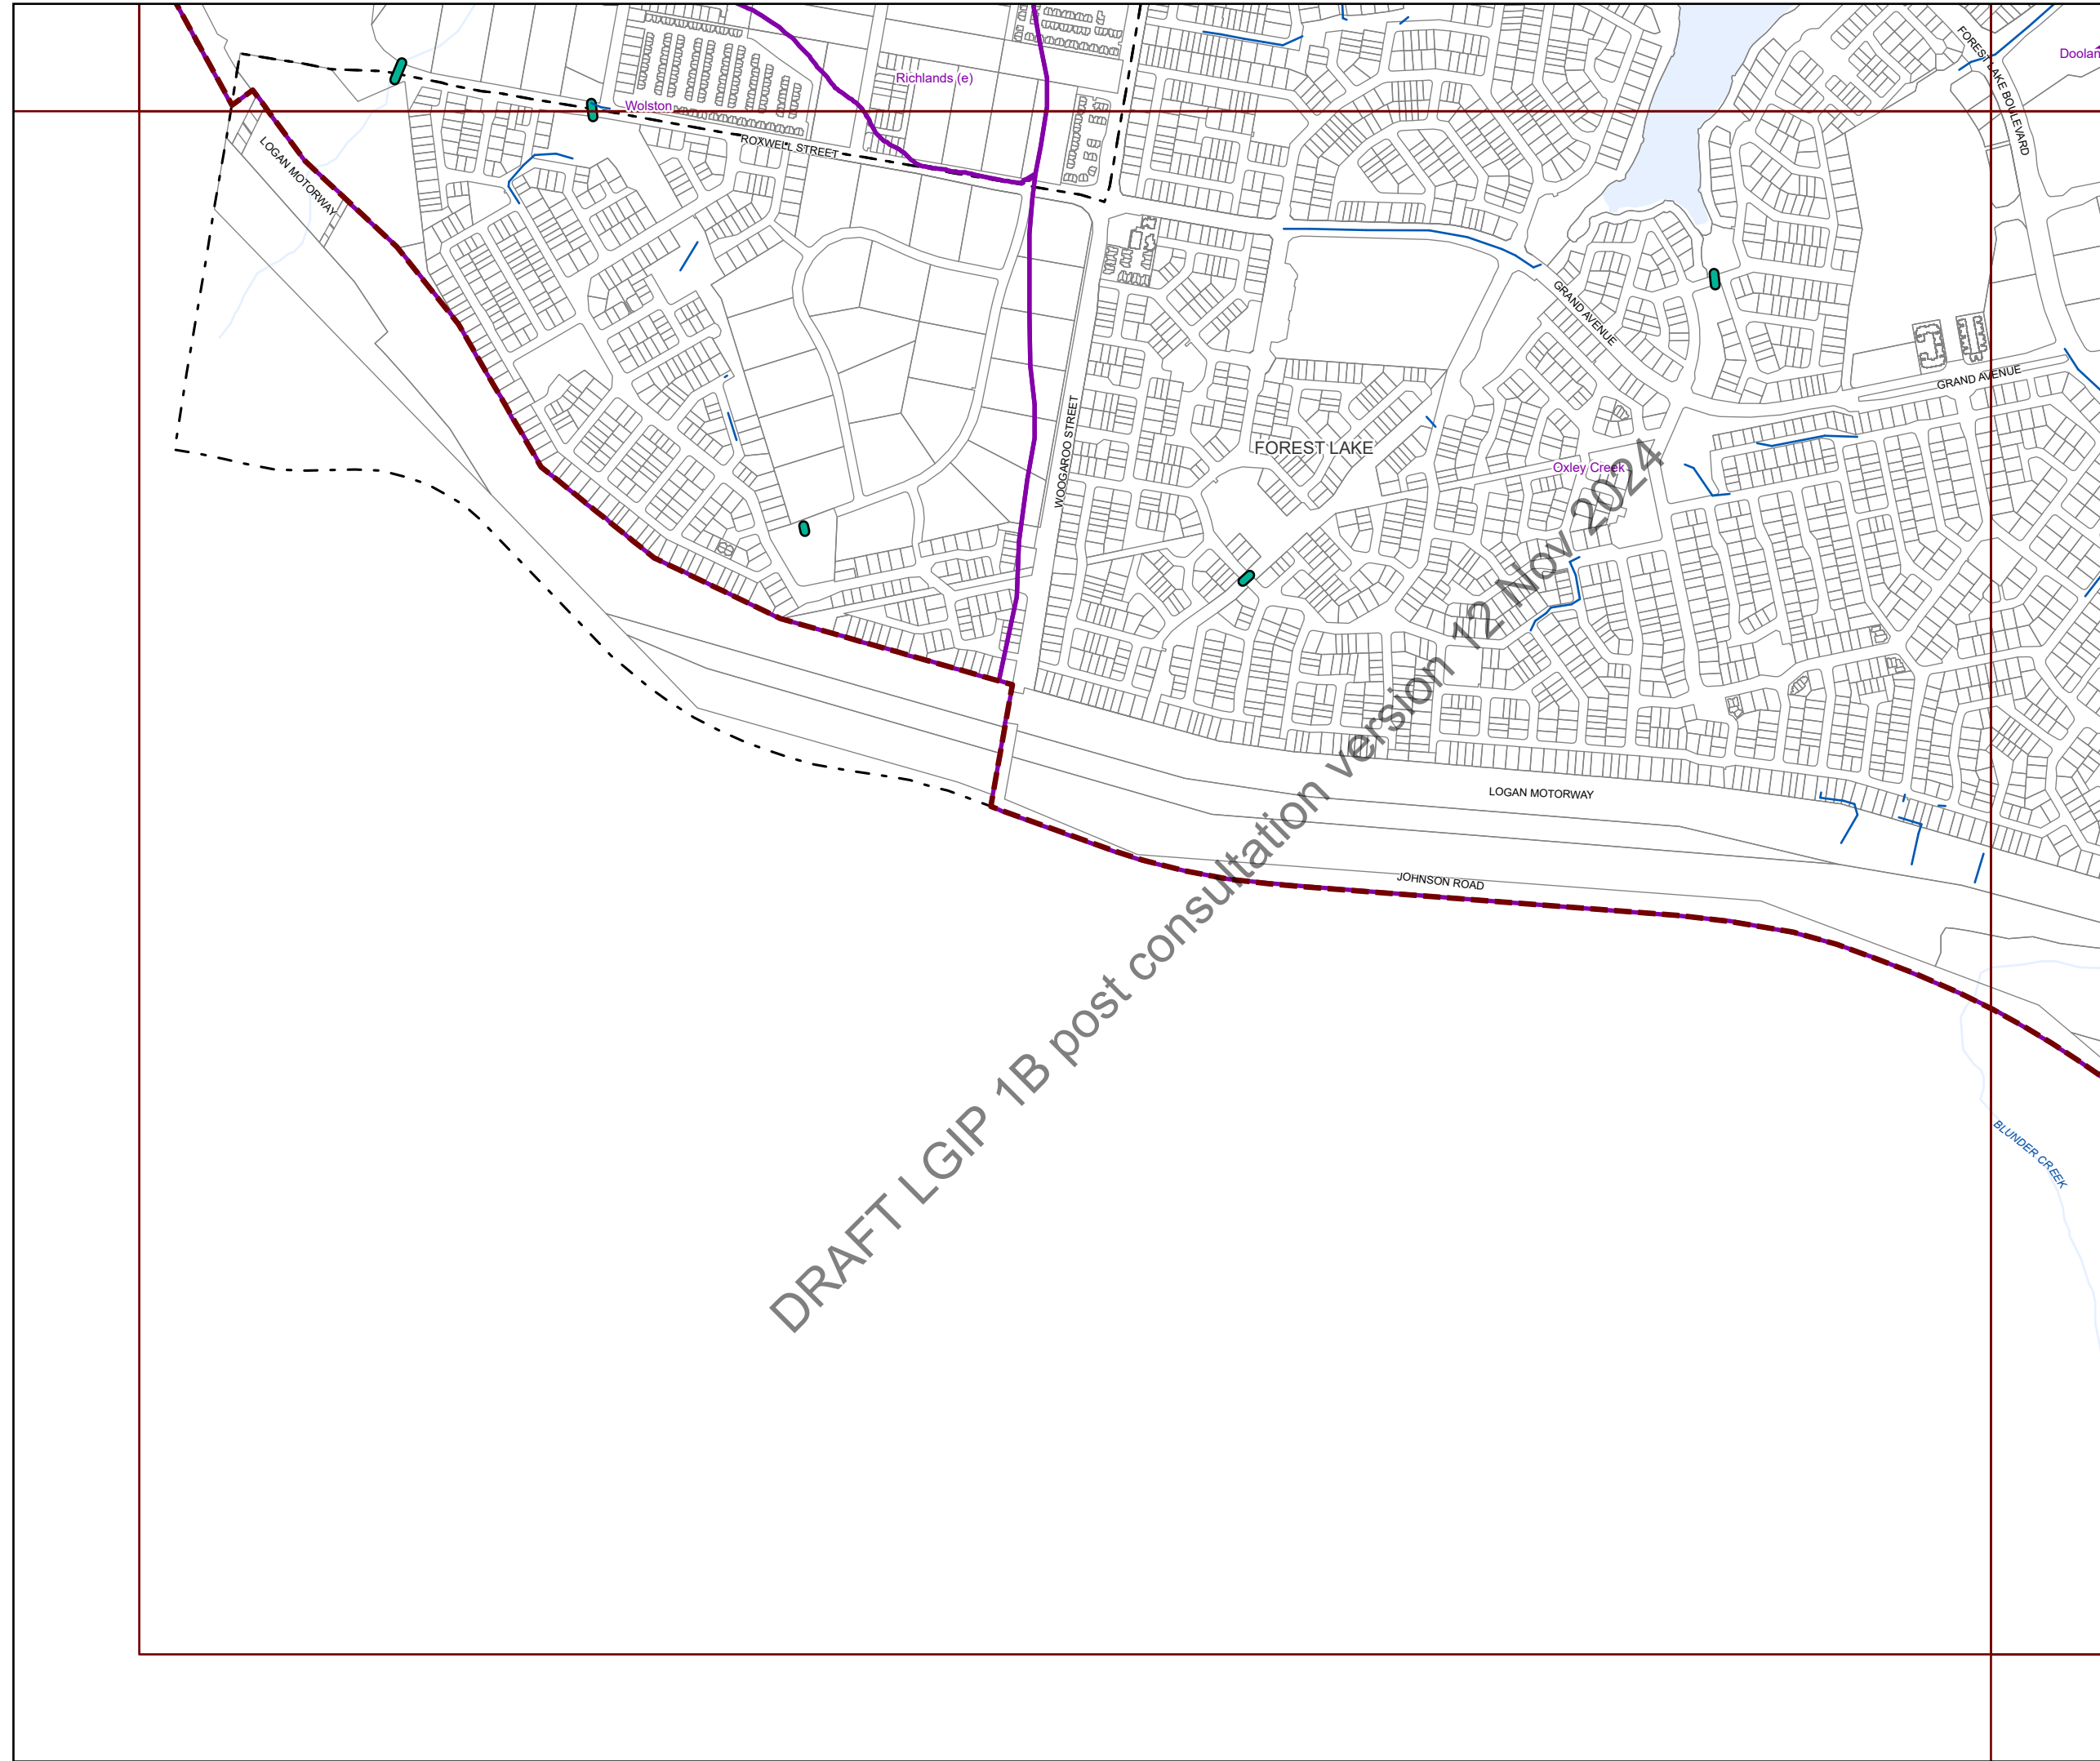 FOREST LAKE BOULEVARD
Doolan
Richlands (e)
Wolston
ROXWELL STREET
LOGAN MOTORWAY
GRAND AVENUE
GRAND AVENUE
WOOGAROO STREET
FOREST LAKE
Oxley Creek
LOGAN MOTORWAY
JOHNSON ROAD
DRAFT LGIP 1B post consultation version 12 Nov 2024
BLUNDER CREEK